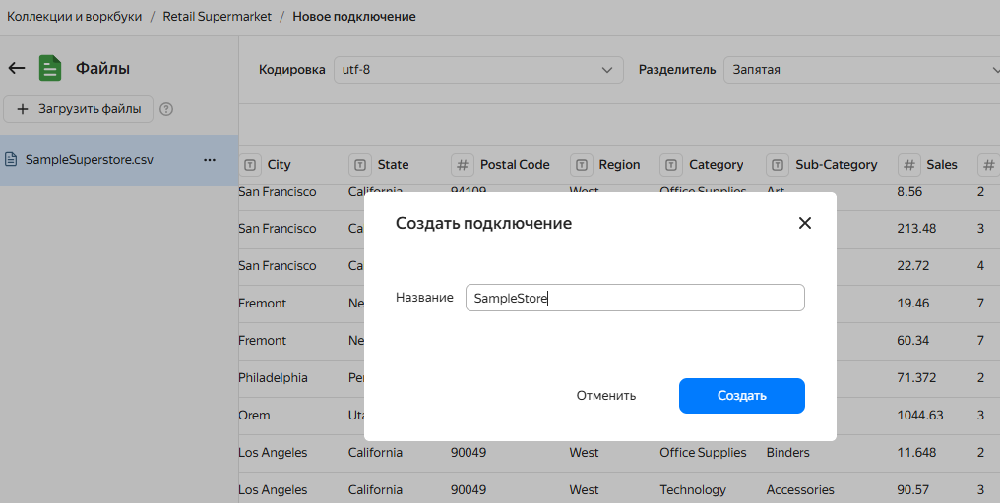 Коллекции и воркбуки / Retail Supermarket / Новое подключение
Файлы
Кодировка utf-8 Разделитель Запятая
+ Загрузить файлы ?
SampleSuperstore.csv ...
City State Postal Code Region Category Sub-Category # Sales #
San Francisco California 94109 West Office Supplies Art 8.56 2
San Francisco Ca 213.48 3
San Francisco Ca 22.72 4
Fremont Ne 19.46 7
Fremont Ne 60.34 7
Philadelphia Pe 71.372 2
Orem Uta 1044.63 3
Los Angeles California 90049 West Office Supplies Binders 11.648 2
Los Angeles California 90049 West Technology Accessories 90.57 3
Создать подключение
Название SampleStore
Отменить Создать